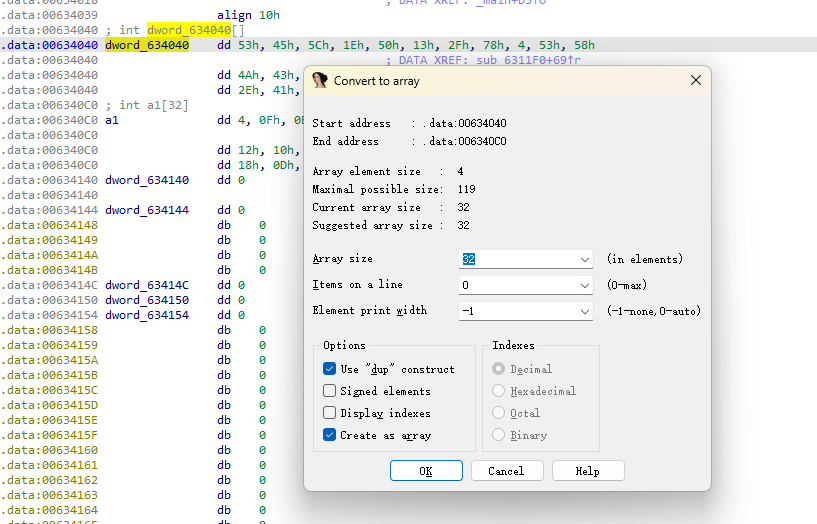 .data:00634039 align 10h
.data:00634040 ; int dword_634040[]
.data:00634040 dword_634040 dd 53h, 45h, 5Ch, 1Eh, 50h, 13h, 2Fh, 78h, 4, 53h, 58h
.data:00634040 ; DATA XREF: sub_6311F0+69↑r
.data:00634040 dd 4Ah, 43h,
.data:00634040 dd 2Eh, 41h,
.data:006340C0 ; int a1[32]
.data:006340C0 a1 dd 4, 0Fh,
.data:006340C0
.data:006340C0 dd 12h, 10h,
.data:006340C0 dd 18h, 0Dh,
.data:00634140 dword_634140 dd 0
.data:00634140
.data:00634144 dword_634144 dd 0
.data:00634148 db 0
.data:00634149 db 0
.data:0063414A db 0
.data:0063414B db 0
.data:0063414C dword_63414C dd 0
.data:00634150 dword_634150 dd 0
.data:00634154 dword_634154 dd 0
.data:00634158 db 0
.data:00634159 db 0
.data:0063415A db 0
.data:0063415B db 0
.data:0063415C db 0
.data:0063415D db 0
.data:0063415E db 0
.data:0063415F db 0
.data:00634160 db 0
.data:00634161 db 0
.data:00634162 db 0
.data:00634163 db 0
.data:00634164 db 0
Convert to array
Start address : .data:00634040
End address : .data:006340C0
Array element size : 4
Maximal possible size: 119
Current array size : 32
Suggested array size : 32
Array size 32 (in elements)
Items on a line 0 (0-max)
Element print width -1 (-1-none,0-auto)
Options
Use "dup" construct
Signed elements
Display indexes
Create as array
Indexes
Decimal
Hexadecimal
Octal
Binary
OK Cancel Help